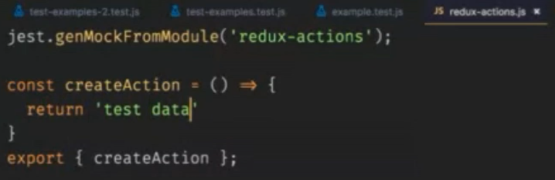 test-examples-2.test.js test-examples.test.js example.test.js JS redux-actions.js ×
jest.genMockFromModule('redux-actions');
const createAction = () => {
return 'test data'
}
export { createAction };